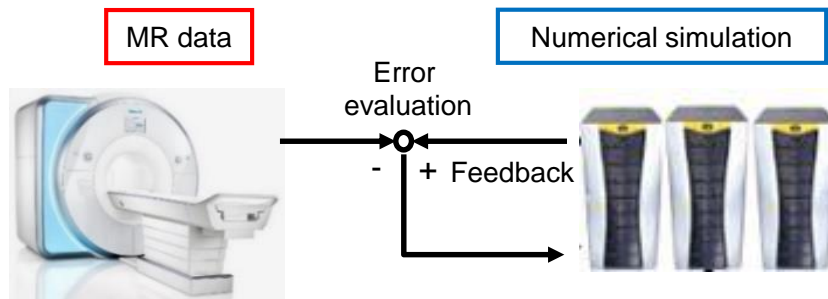 MR data
Numerical simulation
Error
evaluation
- + Feedback